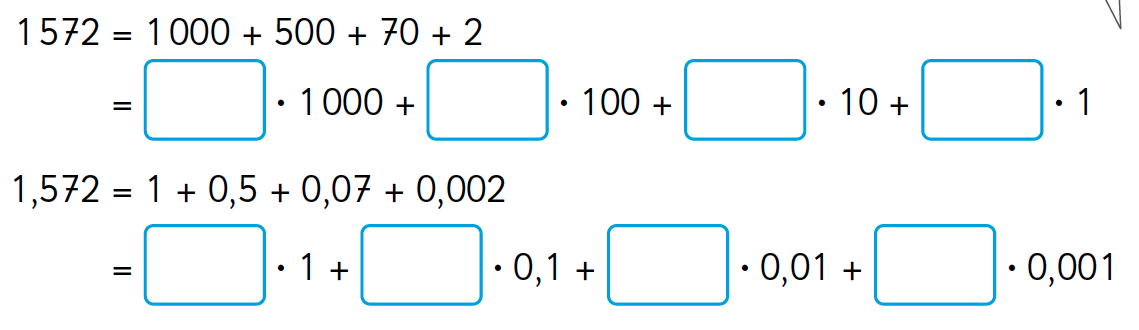 1 572 = 1 000 + 500 + 70 + 2
= · 1 000 + · 100 + · 10 + · 1
1,572 = 1 + 0,5 + 0,07 + 0,002
= · 1 + · 0,1 + · 0,01 + · 0,001